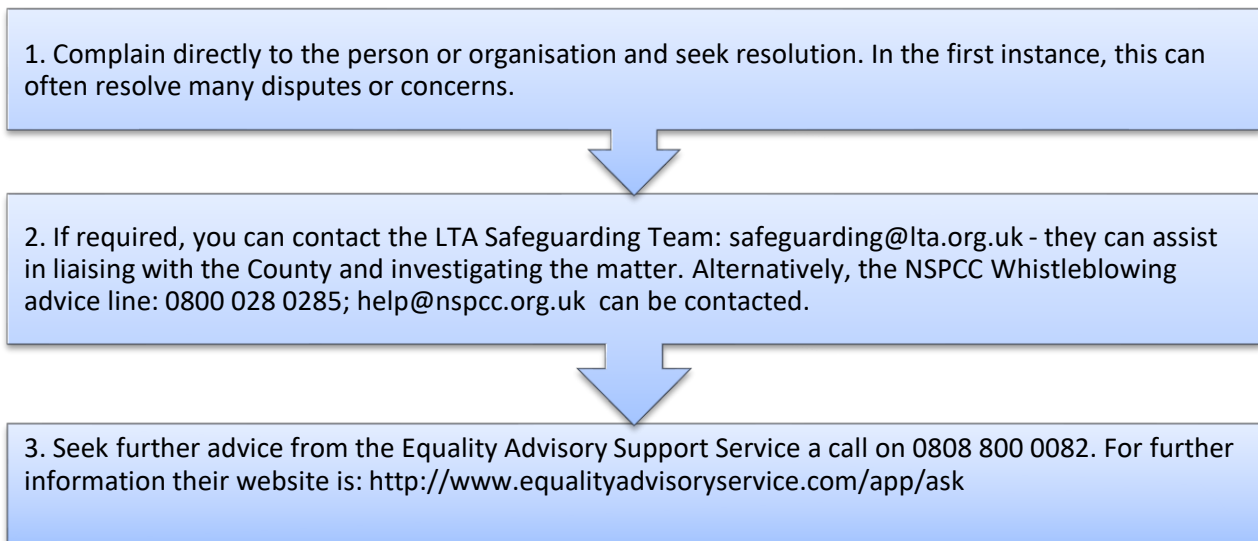 1. Complain directly to the person or organisation and seek resolution. In the first instance, this can
often resolve many disputes or concerns.
2. If required, you can contact the LTA Safeguarding Team: safeguarding@lta.org.uk - they can assist
in liaising with the County and investigating the matter. Alternatively, the NSPCC Whistleblowing
advice line: 0800 028 0285; help@nspcc.org.uk can be contacted.
3. Seek further advice from the Equality Advisory Support Service a call on 0808 800 0082. For further
information their website is: http://www.equalityadvisoryservice.com/app/ask